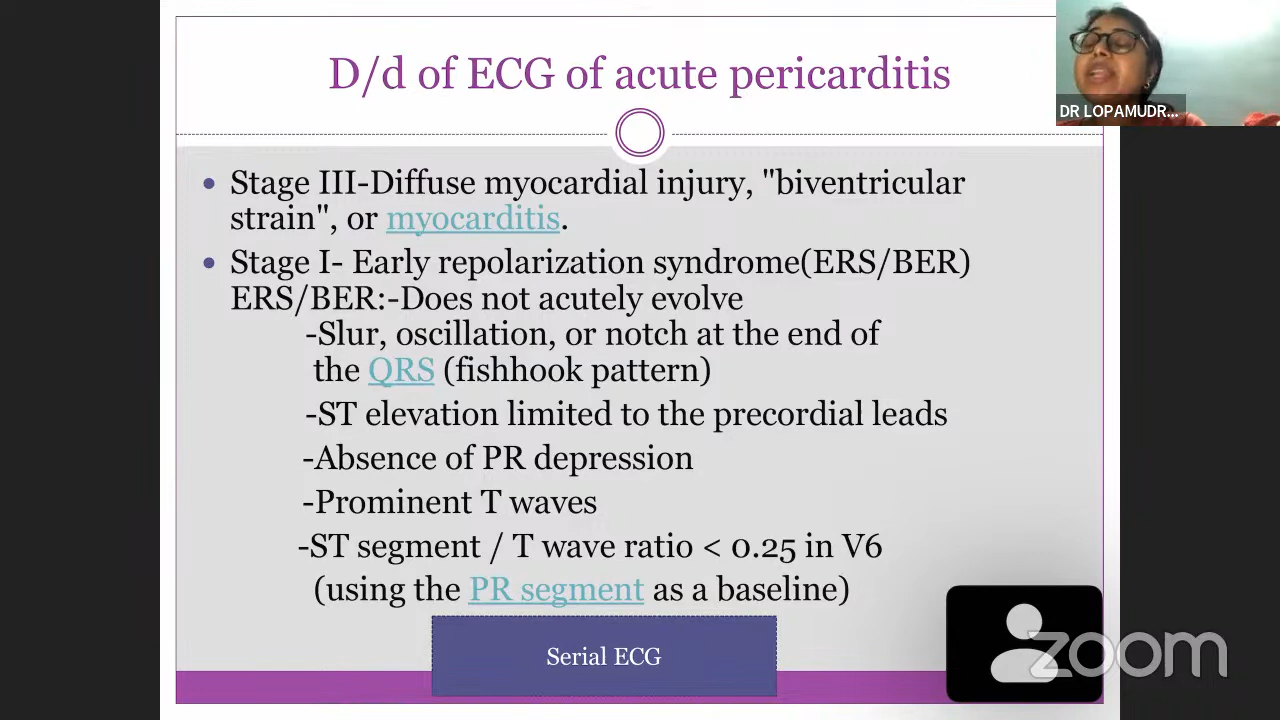 D/d of ECG of acute pericarditis
DR LOPAMUDR...
• Stage III-Diffuse myocardial injury, "biventricular
strain", or myocarditis.
• Stage I- Early repolarization syndrome(ERS/BER)
ERS/BER:-Does not acutely evolve
-Slur, oscillation, or notch at the end of
the QRS (fishhook pattern)
-ST elevation limited to the precordial leads
-Absence of PR depression
-Prominent T waves
-ST segment / T wave ratio < 0.25 in V6
(using the PR segment as a baseline)
Serial ECG
zoom